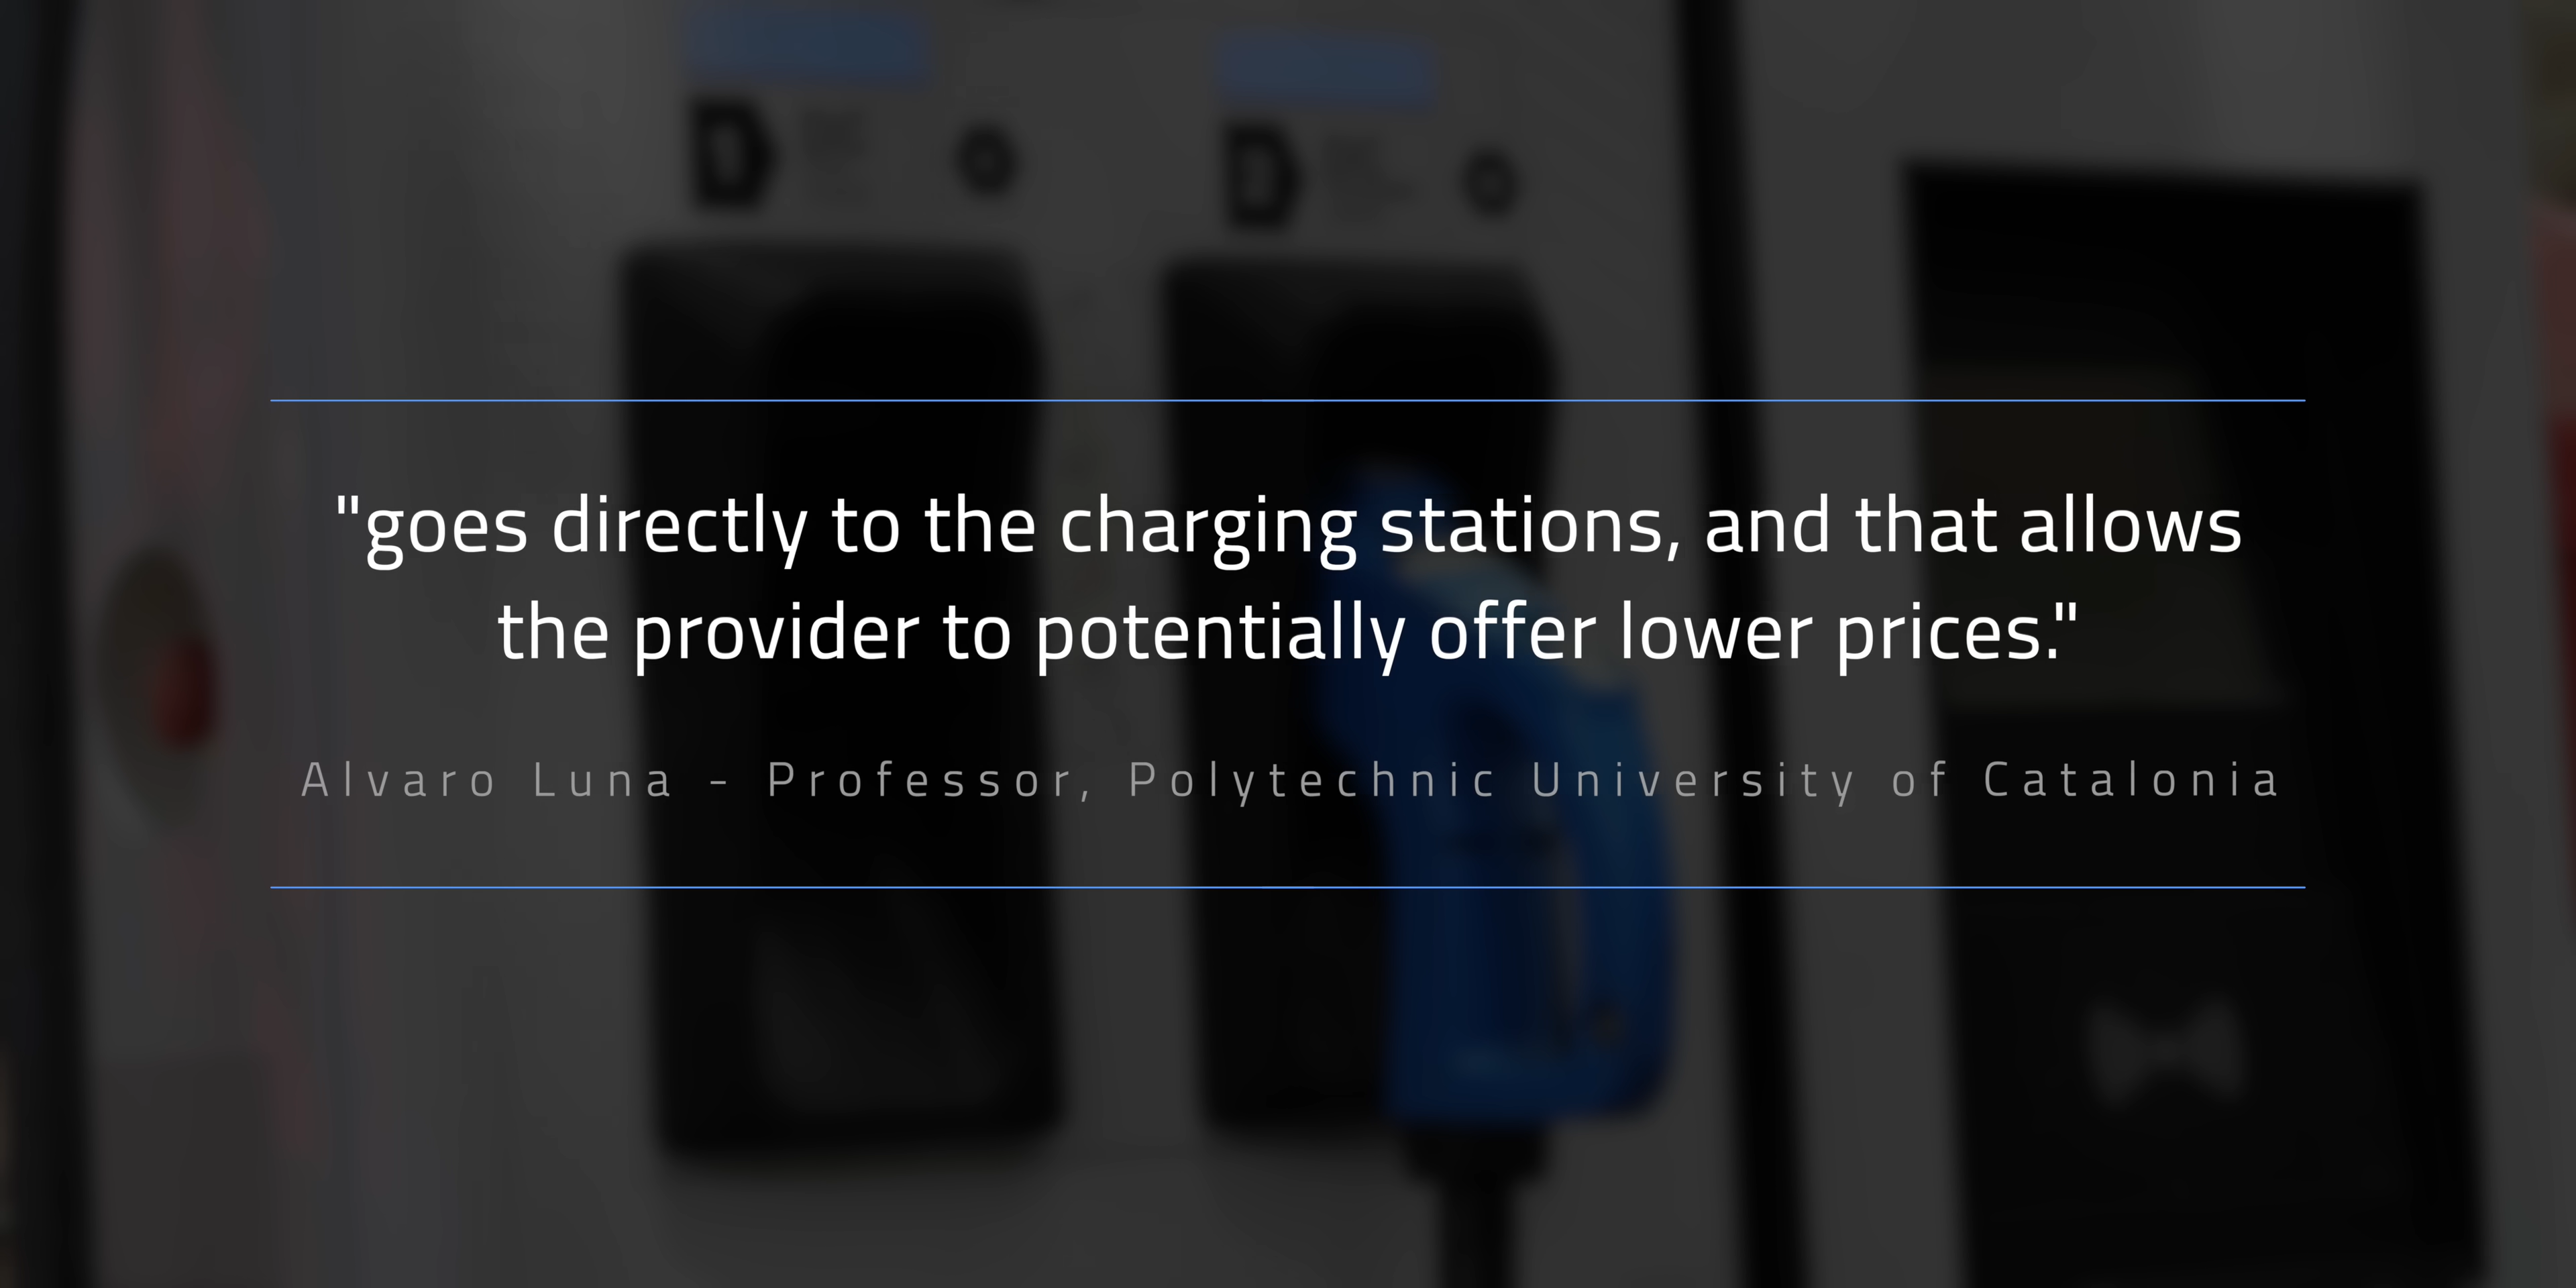 "goes directly to the charging stations, and that allows
the provider to potentially offer lower prices."
Alvaro Luna - Professor, Polytechnic University of Catalonia